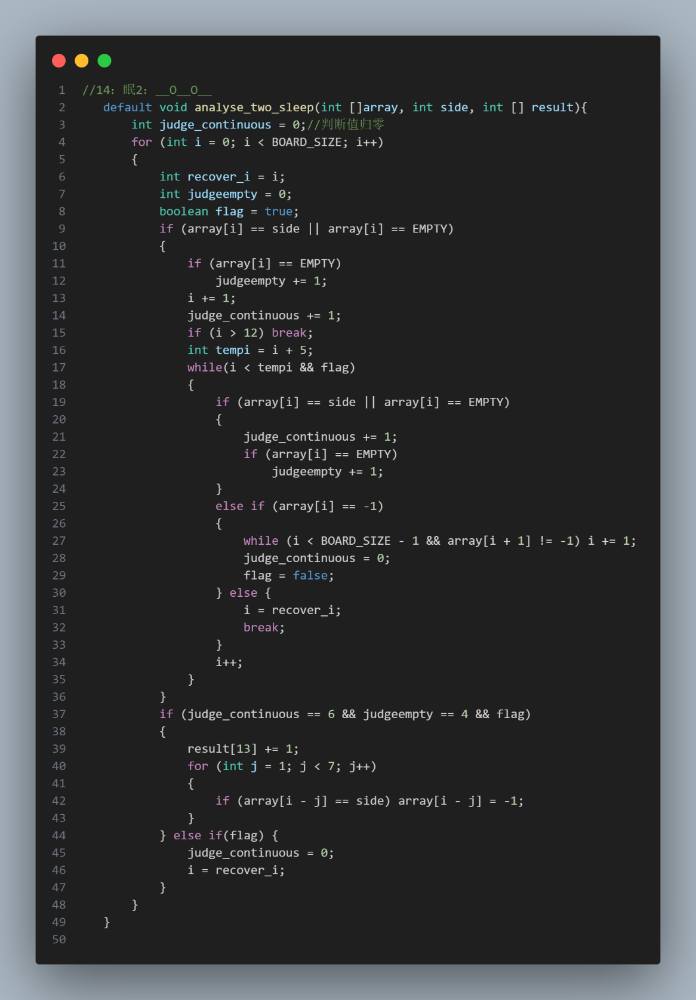 1 //14: 眠2: __O__O__
2 default void analyse_two_sleep(int []array, int side, int [] result){
3 int judge_continuous = 0;//判断值归零
4 for (int i = 0; i < BOARD_SIZE; i++)
5 {
6 int recover_i = i;
7 int judgeempty = 0;
8 boolean flag = true;
9 if (array[i] == side || array[i] == EMPTY)
10 {
11 if (array[i] == EMPTY)
12 judgeempty += 1;
13 i += 1;
14 judge_continuous += 1;
15 if (i > 12) break;
16 int tempi = i + 5;
17 while(i < tempi && flag)
18 {
19 if (array[i] == side || array[i] == EMPTY)
20 {
21 judge_continuous += 1;
22 if (array[i] == EMPTY)
23 judgeempty += 1;
24 }
25 else if (array[i] == -1)
26 {
27 while (i < BOARD_SIZE - 1 && array[i + 1] != -1) i += 1;
28 judge_continuous = 0;
29 flag = false;
30 } else {
31 i = recover_i;
32 break;
33 }
34 i++;
35 }
36 }
37 if (judge_continuous == 6 && judgeempty == 4 && flag)
38 {
39 result[13] += 1;
40 for (int j = 1; j < 7; j++)
41 {
42 if (array[i - j] == side) array[i - j] = -1;
43 }
44 } else if(flag) {
45 judge_continuous = 0;
46 i = recover_i;
47 }
48 }
49 }
50